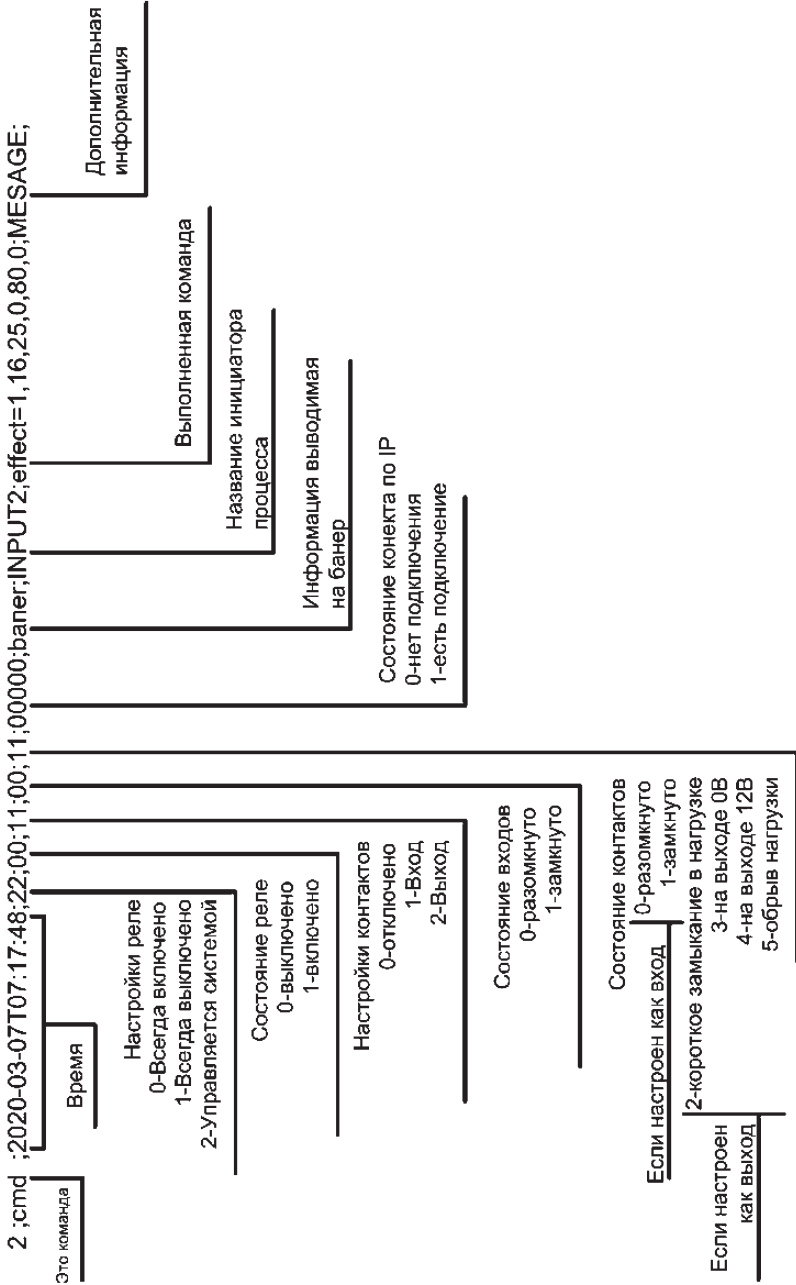 2 ;cmd ;2020-03-07T07:17:48;22;00;11;00;11;00000;baner;INPUT2;effect=1,16,25,0,80,0;MESAGE;
Это команда
Время
Настройки реле
0-Всегда включено
1-Всегда выключено
2-Управляется системой
Состояние реле
0-выключено
1-включено
Настройки контактов
0-отключено
1-Вход
2-Выход
Состояние входов
0-разомкнуто
1-замкнуто
Состояние контактов
Если настроен как вход
0-разомкнуто
1-замкнуто
Если настроен
как выход
2-короткое замыкание в нагрузке
3-на выходе 0В
4-на выходе 12В
5-обрыв нагрузки
Состояние конекта по IP
0-нет подключения
1-есть подключение
Информация выводимая
на банер
Название инициатора
процесса
Выполненная команда
Дополнительная
информация